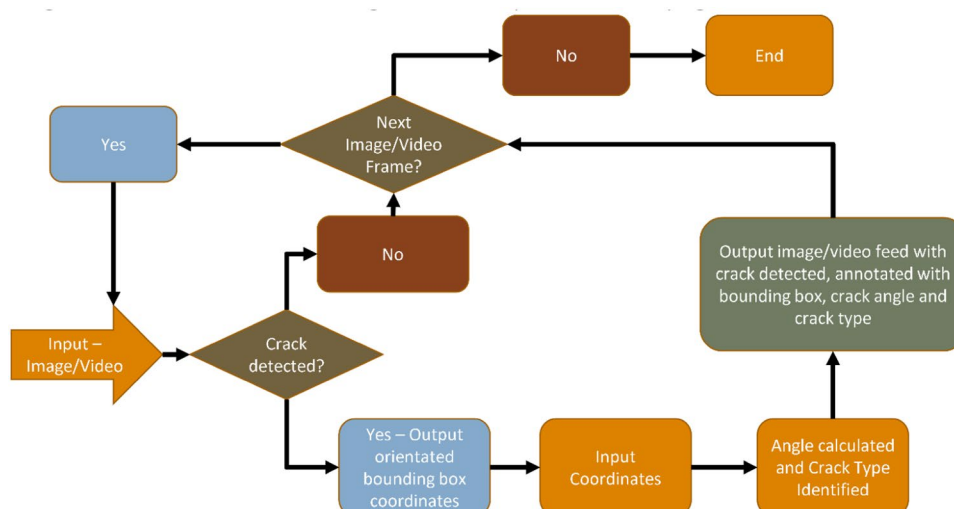 No
End
Next
Image/Video
Frame?
Yes
No
Output image/video feed with
crack detected, annotated with
bounding box, crack angle and
crack type
Input –
Image/Video
Crack
detected?
Yes – Output
orientated
bounding box
coordinates
Input
Coordinates
Angle calculated
and Crack Type
Identified